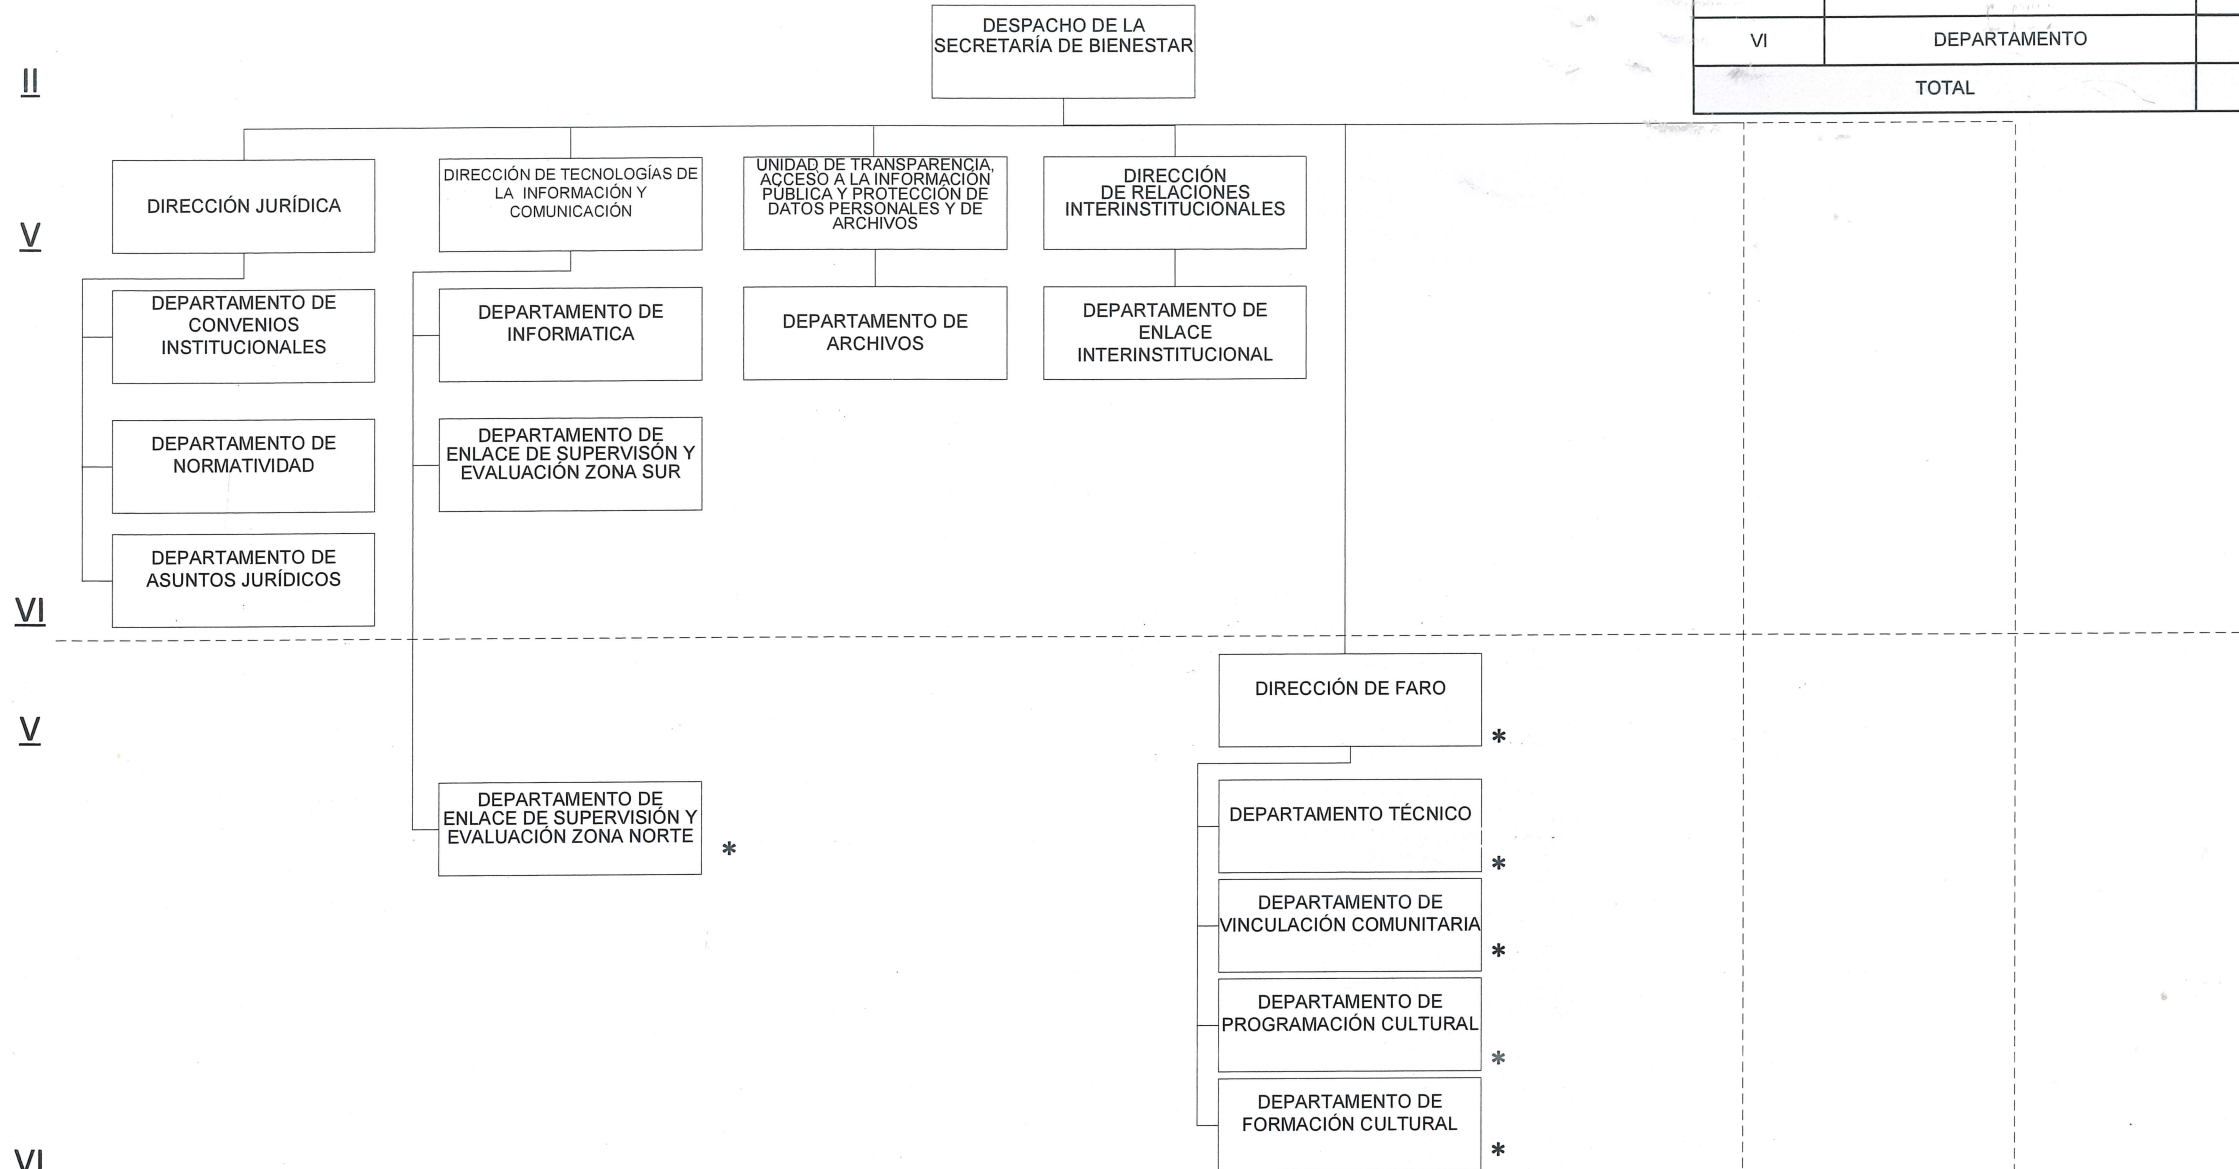 DESPACHO DE LA
SECRETARÍA DE BIENESTAR
VI
DEPARTAMENTO
TOTAL
II
DIRECCIÓN JURÍDICA
DIRECCIÓN DE TECNOLOGÍAS DE
LA INFORMACIÓN Y
COMUNICACIÓN
UNIDAD DE TRANSPARENCIA,
ACCESO A LA INFORMACIÓN
PÚBLICA Y PROTECCIÓN DE
DATOS PERSONALES Y DE
ARCHIVOS
DIRECCIÓN
DE RELACIONES
INTERINSTITUCIONALES
V
DEPARTAMENTO DE
CONVENIOS
INSTITUCIONALES
DEPARTAMENTO DE
INFORMATICA
DEPARTAMENTO DE
ARCHIVOS
DEPARTAMENTO DE
ENLACE
INTERINSTITUCIONAL
DEPARTAMENTO DE
NORMATIVIDAD
DEPARTAMENTO DE
ENLACE DE SUPERVISÓN Y
EVALUACIÓN ZONA SUR
DEPARTAMENTO DE
ASUNTOS JURÍDICOS
VI
DIRECCIÓN DE FARO
*
V
DEPARTAMENTO DE
ENLACE DE SUPERVISIÓN Y
EVALUACIÓN ZONA NORTE
*
DEPARTAMENTO TÉCNICO
*
DEPARTAMENTO DE
VINCULACIÓN COMUNITARIA
*
DEPARTAMENTO DE
PROGRAMACIÓN CULTURAL
*
DEPARTAMENTO DE
FORMACIÓN CULTURAL
*
VI